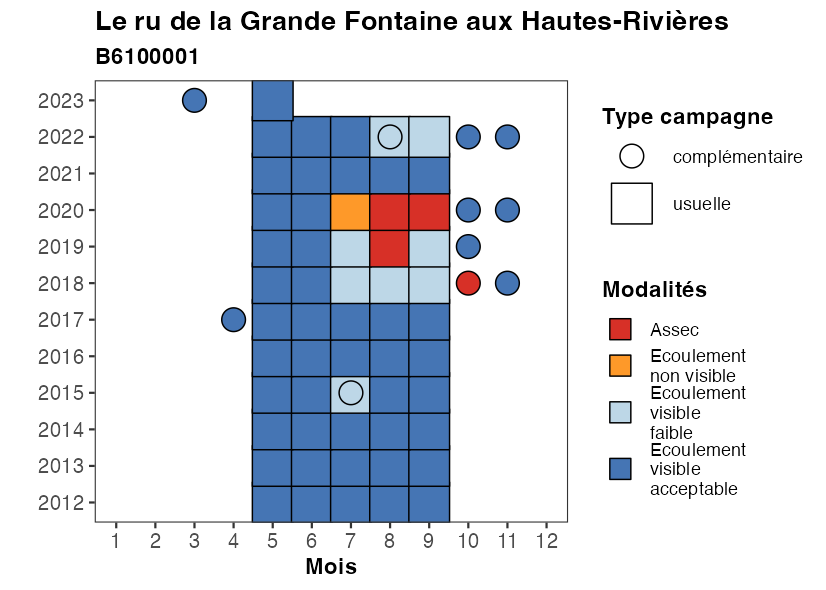 Le ru de la Grande Fontaine aux Hautes-Rivières
B6100001
2023
2022
2021
2020
2019
2018
2017
2016
2015
2014
2013
2012
1 2 3 4 5 6 7 8 9 10 11 12
Mois
Type campagne
complémentaire
usuelle
Modalités
Assec
Ecoulement
non visible
Ecoulement
visible
faible
Ecoulement
visible
acceptable